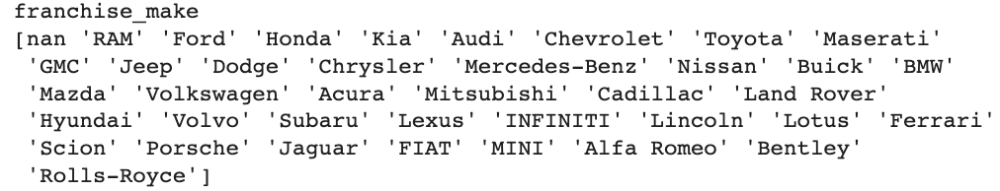 franchise_make
[nan 'RAM' 'Ford' 'Honda' 'Kia' 'Audi' 'Chevrolet' 'Toyota' 'Maserati'
'GMC' 'Jeep' 'Dodge' 'Chrysler' 'Mercedes-Benz' 'Nissan' 'Buick' 'BMW'
'Mazda' 'Volkswagen' 'Acura' 'Mitsubishi' 'Cadillac' 'Land Rover'
'Hyundai' 'Volvo' 'Subaru' 'Lexus' 'INFINITI' 'Lincoln' 'Lotus' 'Ferrari'
'Scion' 'Porsche' 'Jaguar' 'FIAT' 'MINI' 'Alfa Romeo' 'Bentley'
'Rolls-Royce']